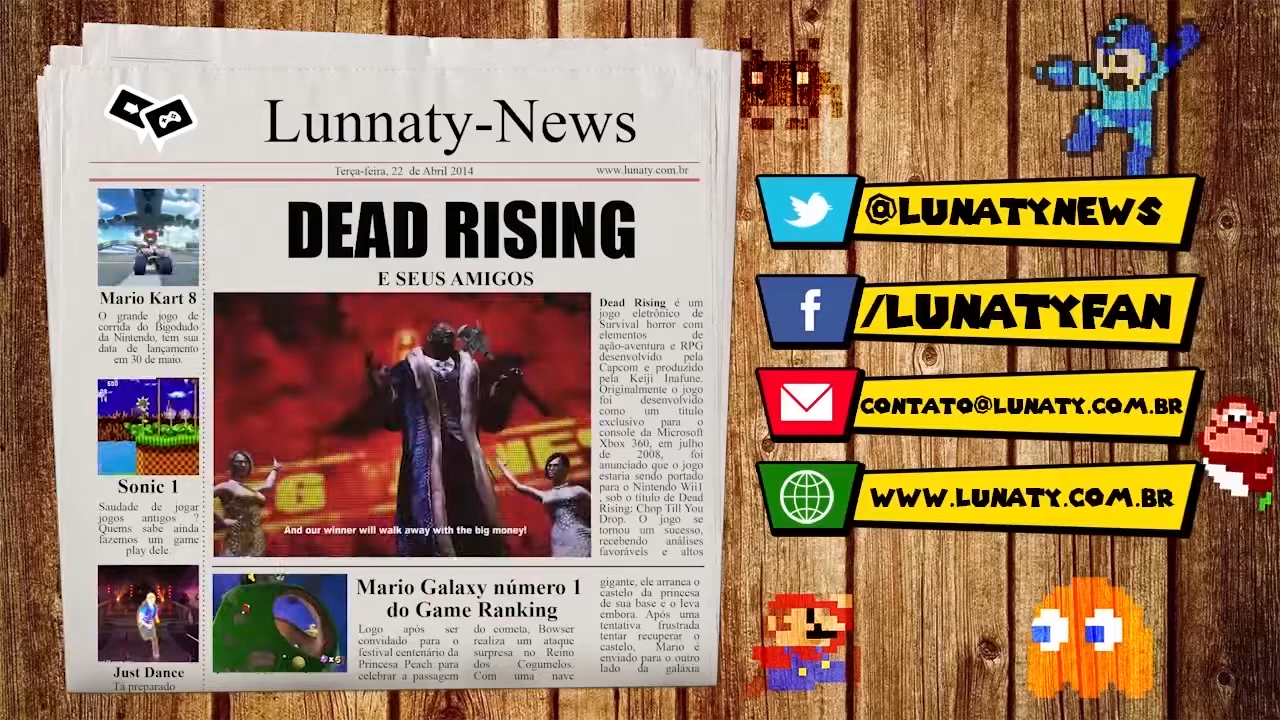 Lunnaty-News
Terça-feira, 22 de Abril 2014
www.lunaty.com.br
DEAD RISING
E SEUS AMIGOS
Mario Kart 8
O grande jogo de
corrida do Bigodudo
da Nintendo, tem sua
data de lançamento
em 30 de maio.
Sonic 1
Saudade de jogar
jogos antigos ?
Quems sabe ainda
fazemos um game
play dele.
Just Dance
Tá preparado
And our winner will walk away with the big money!
Dead Rising é um
jogo eletrônico de
Survival horror com
elementos de
ação-aventura e RPG
desenvolvido pela
Capcom e produzido
pela Keiji Inafune.
Originalmente o jogo
foi desenvolvido
como um título
exclusivo para o
console da Microsoft
Xbox 360, em julho
de 2008, foi
anunciado que o jogo
estaria sendo portado
para o Nintendo Wii1
, sob o título de Dead
Rising: Chop Till You
Drop. O jogo se
tornou um sucesso,
recebendo análises
favoráveis e altos
Mario Galaxy número 1
do Game Ranking
Logo após ser
convidado para o
festival centenário da
Princesa Peach para
celebrar a passagem
do cometa, Bowser
realiza um ataque
surpresa no Reino
dos Cogumelos.
Com uma nave
gigante, ele arranca o
castelo da princesa
de sua base e o leva
embora. Após uma
tentativa frustrada
tentar recuperar o
castelo, Mario é
enviado para o outro
lado da galáxia
@LUNATYNEWS
/LUNATYFAN
CONTATO@LUNATY.COM.BR
WWW.LUNATY.COM.BR